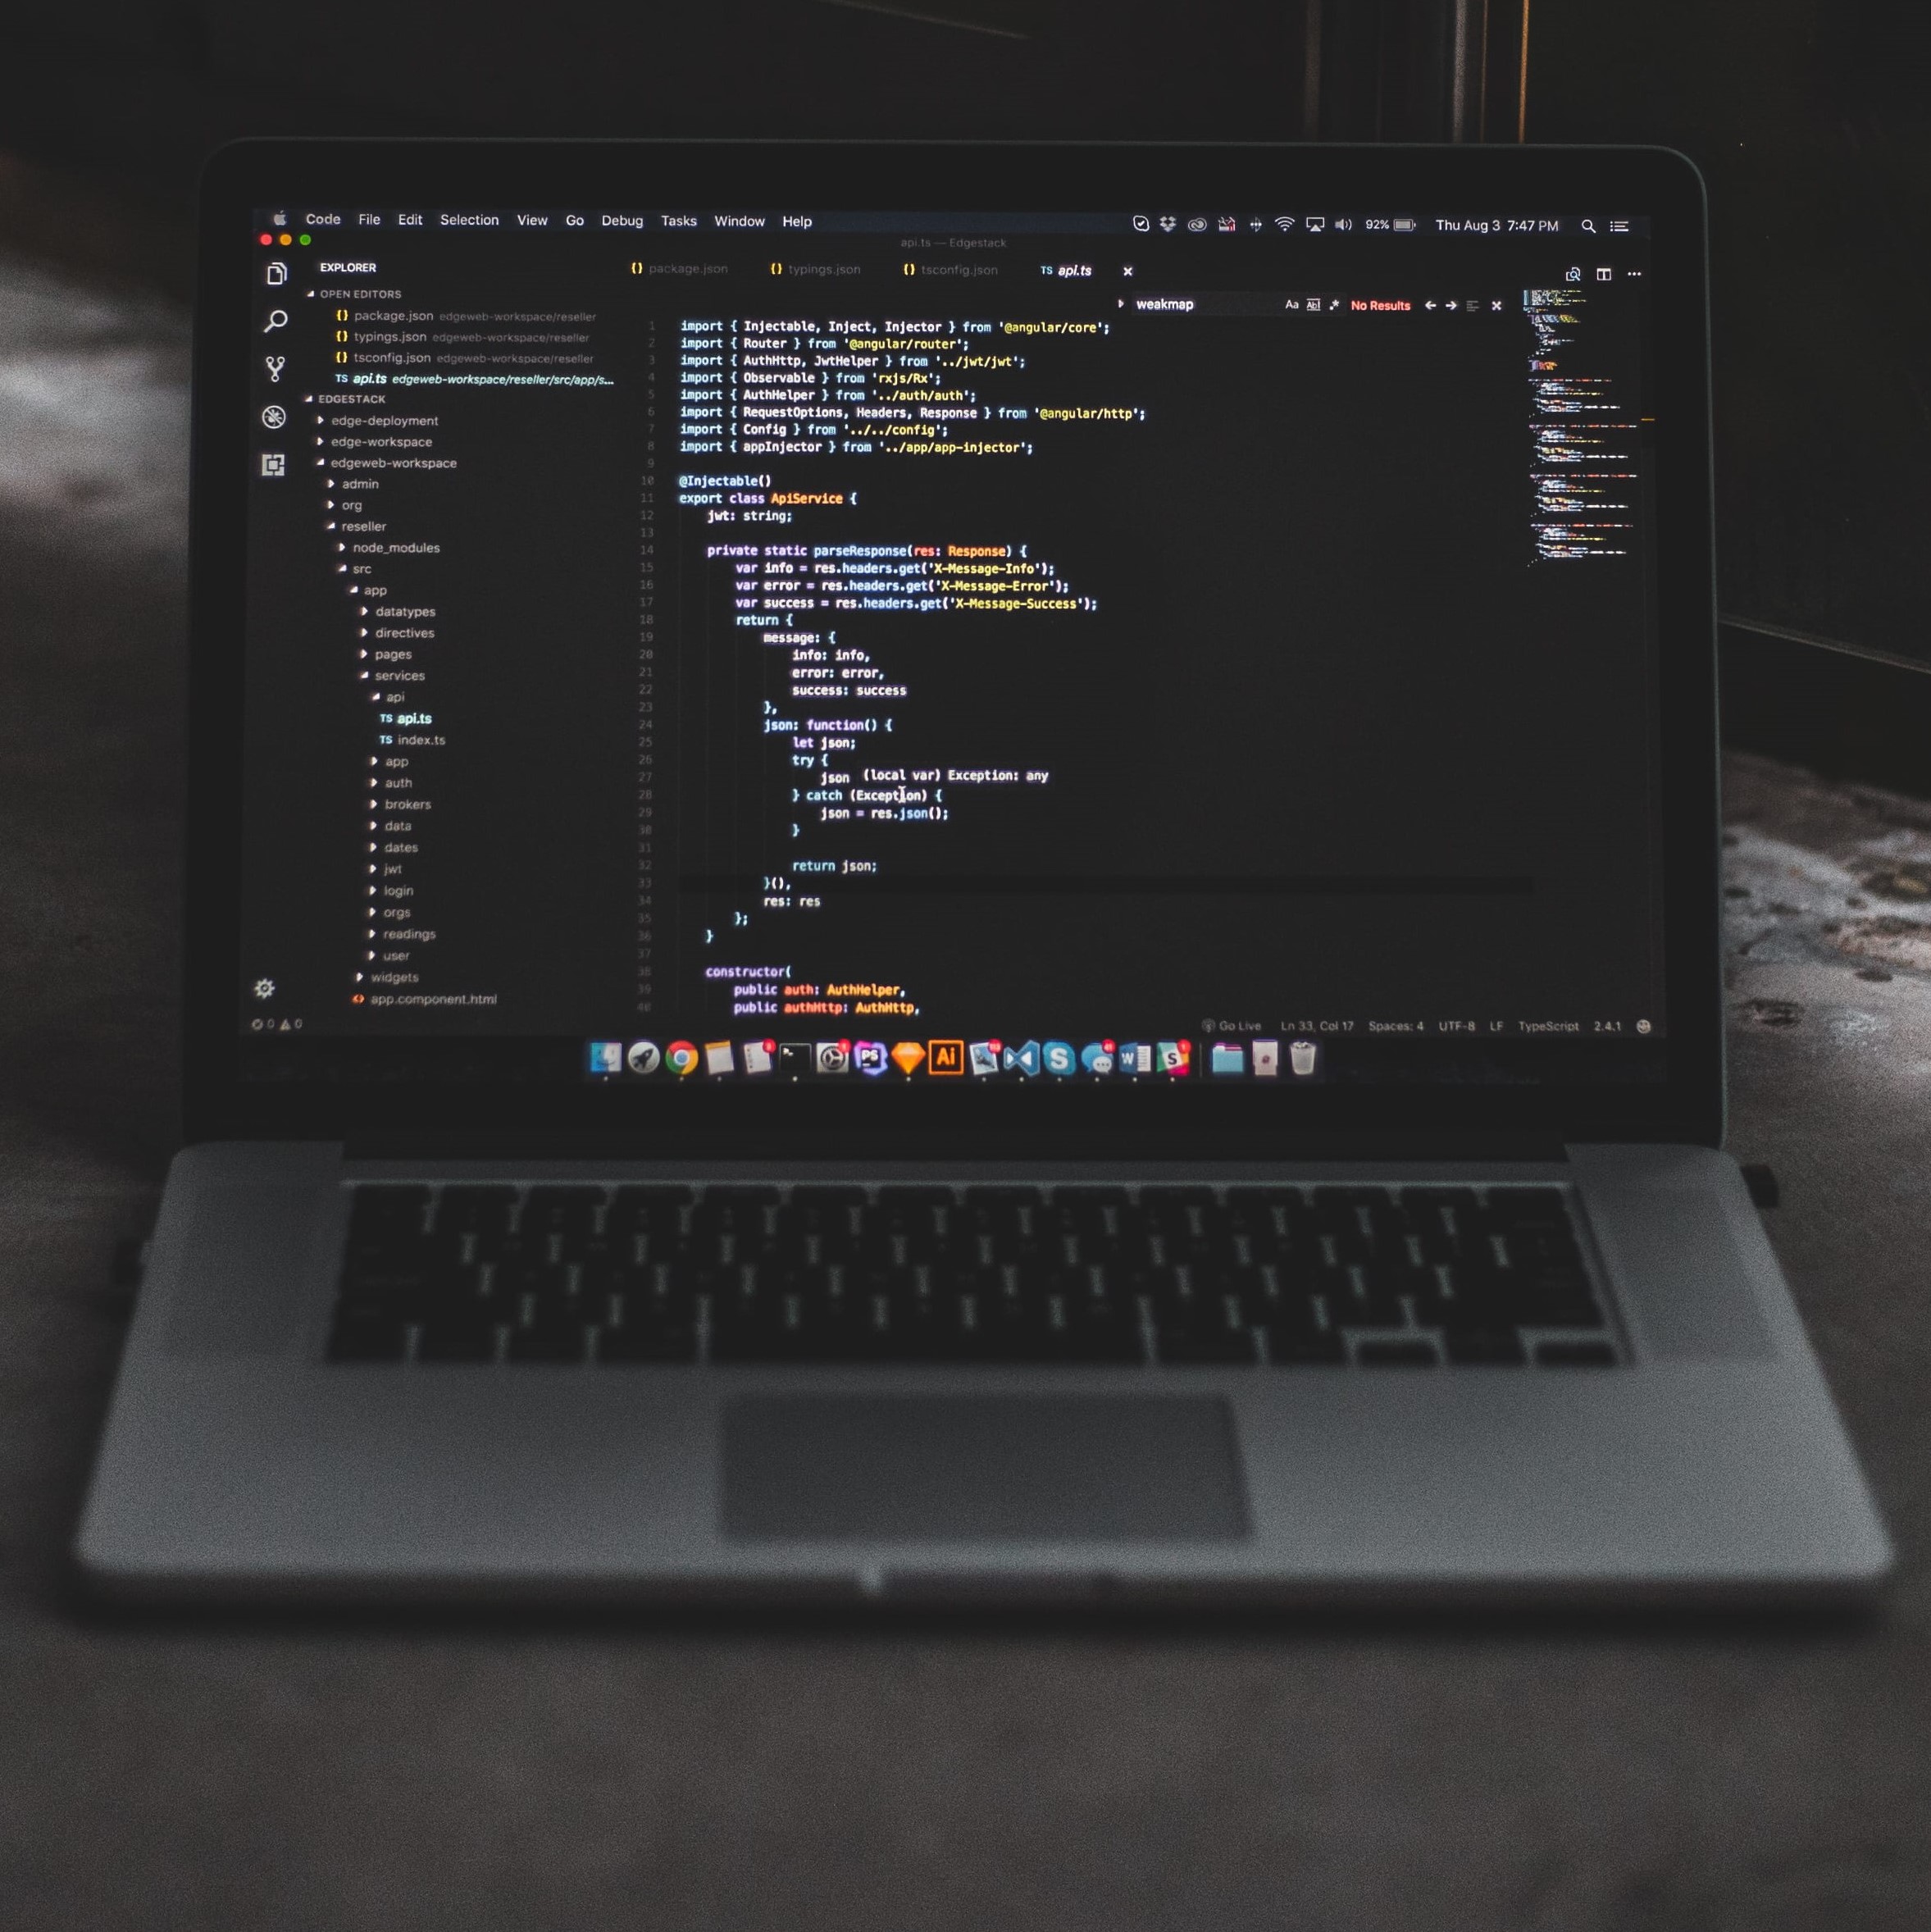 Code File Edit Selection View Go Debug Tasks Window Help 92% Thu Aug 3 7:47 PM
api.ts — Edgestack
EXPLORER
OPEN EDITORS
{} package.json edgeweb-workspace/reseller
{} typings.json edgeweb-workspace/reseller
{} tsconfig.json edgeweb-workspace/reseller
TS api.ts edgeweb-workspace/reseller/src/app/s...
EDGESTACK
edge-deployment
edge-workspace
edgeweb-workspace
admin
org
reseller
node_modules
src
app
datatypes
directives
pages
services
api
TS api.ts
TS index.ts
app
auth
brokers
data
dates
jwt
login
orgs
readings
user
widgets
<> app.component.html
{} package.json {} typings.json {} tsconfig.json TS api.ts ×
weakmap Aa Abl .* No Results
1 import { Injectable, Inject, Injector } from '@angular/core';
2 import { Router } from '@angular/router';
3 import { AuthHttp, JwtHelper } from '../jwt/jwt';
4 import { Observable } from 'rxjs/Rx';
5 import { AuthHelper } from '../auth/auth';
6 import { RequestOptions, Headers, Response } from '@angular/http';
7 import { Config } from '../../config';
8 import { appInjector } from '../app/app-injector';
9
10 @Injectable()
11 export class ApiService {
12 jwt: string;
13
14 private static parseResponse(res: Response) {
15 var info = res.headers.get('X-Message-Info');
16 var error = res.headers.get('X-Message-Error');
17 var success = res.headers.get('X-Message-Success');
18 return {
19 message: {
20 info: info,
21 error: error,
22 success: success
23 },
24 json: function() {
25 let json;
26 try {
27 json (local var) Exception: any
28 } catch (Exception) {
29 json = res.json();
30 }
31
32 return json;
33 }(),
34 res: res
35 };
36 }
37
38 constructor(
39 public auth: AuthHelper,
40 public authHttp: AuthHttp,
0 0 Go Live Ln 33, Col 17 Spaces: 4 UTF-8 LF TypeScript 2.4.1
PS Ai S W S